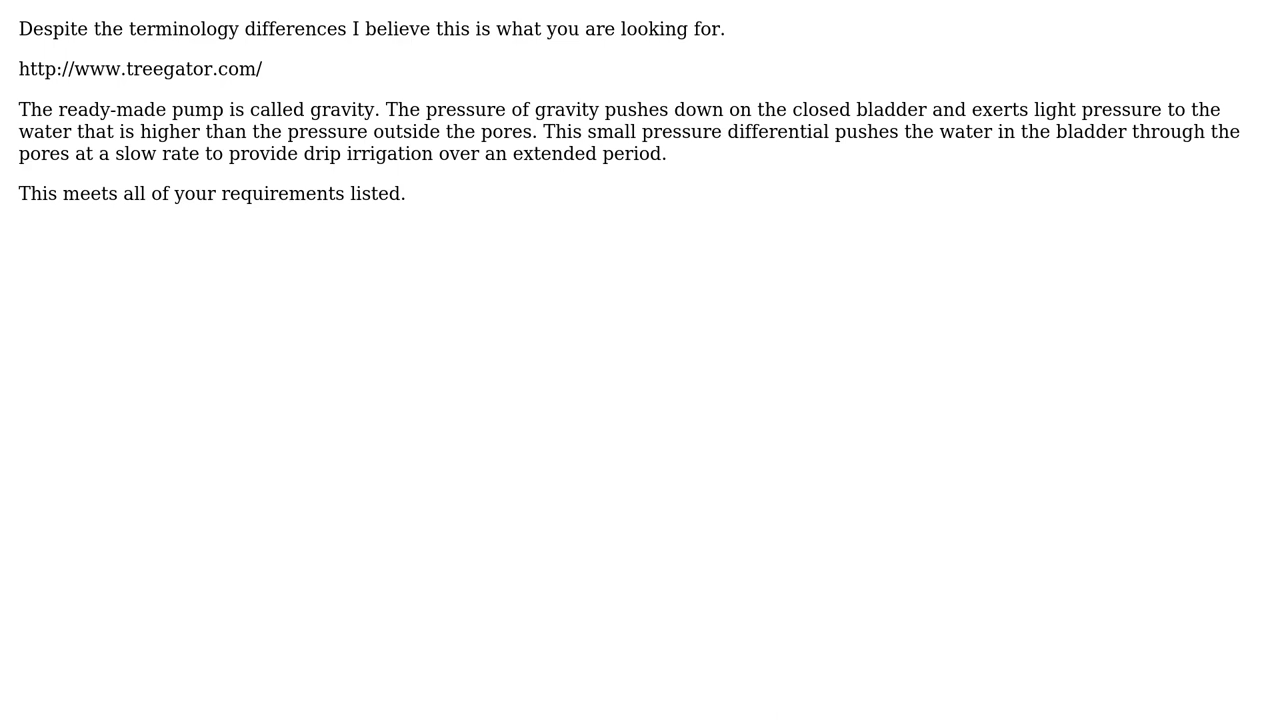 Despite the terminology differences I believe this is what you are looking for.
http://www.treegator.com/
The ready-made pump is called gravity. The pressure of gravity pushes down on the closed bladder and exerts light pressure to the
water that is higher than the pressure outside the pores. This small pressure differential pushes the water in the bladder through the
pores at a slow rate to provide drip irrigation over an extended period.
This meets all of your requirements listed.